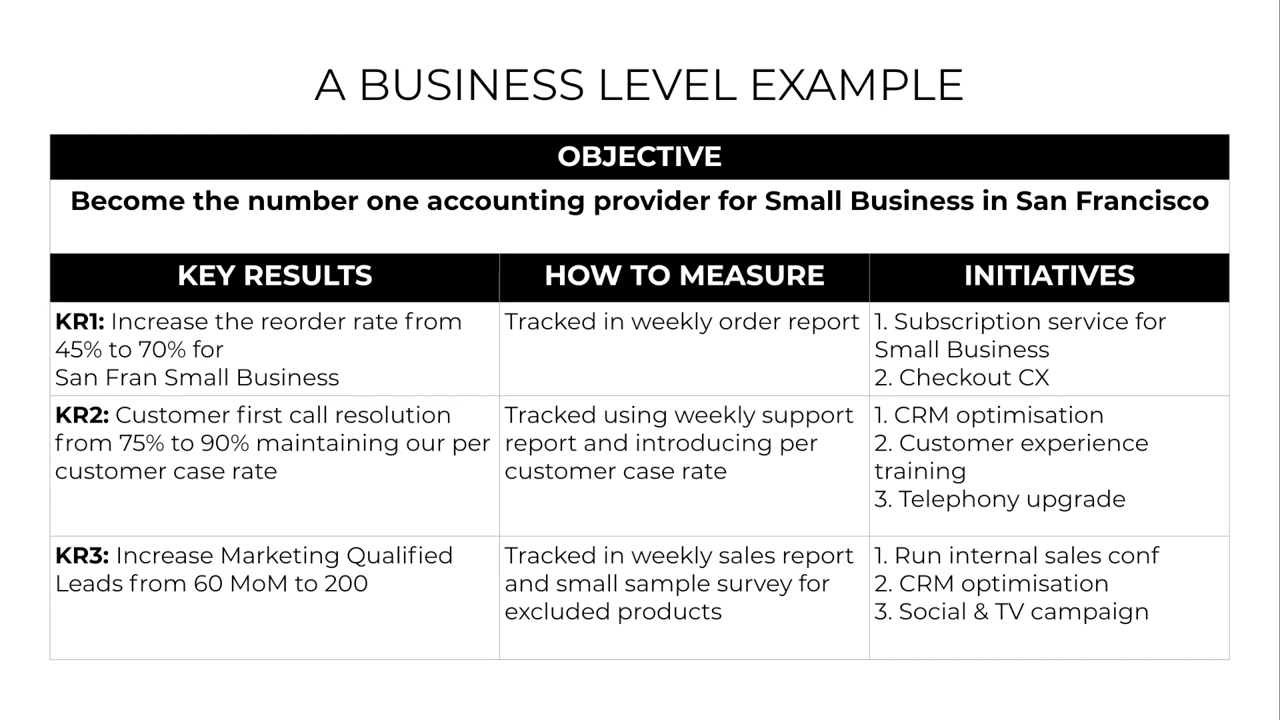 A BUSINESS LEVEL EXAMPLE
OBJECTIVE
Become the number one accounting provider for Small Business in San Francisco
KEY RESULTS
HOW TO MEASURE
INITIATIVES
KR1: Increase the reorder rate from
45% to 70% for
San Fran Small Business
Tracked in weekly order report
1. Subscription service for
Small Business
2. Checkout CX
KR2: Customer first call resolution
from 75% to 90% maintaining our per
customer case rate
Tracked using weekly support
report and introducing per
customer case rate
1. CRM optimisation
2. Customer experience
training
3. Telephony upgrade
KR3: Increase Marketing Qualified
Leads from 60 MoM to 200
Tracked in weekly sales report
and small sample survey for
excluded products
1. Run internal sales conf
2. CRM optimisation
3. Social & TV campaign